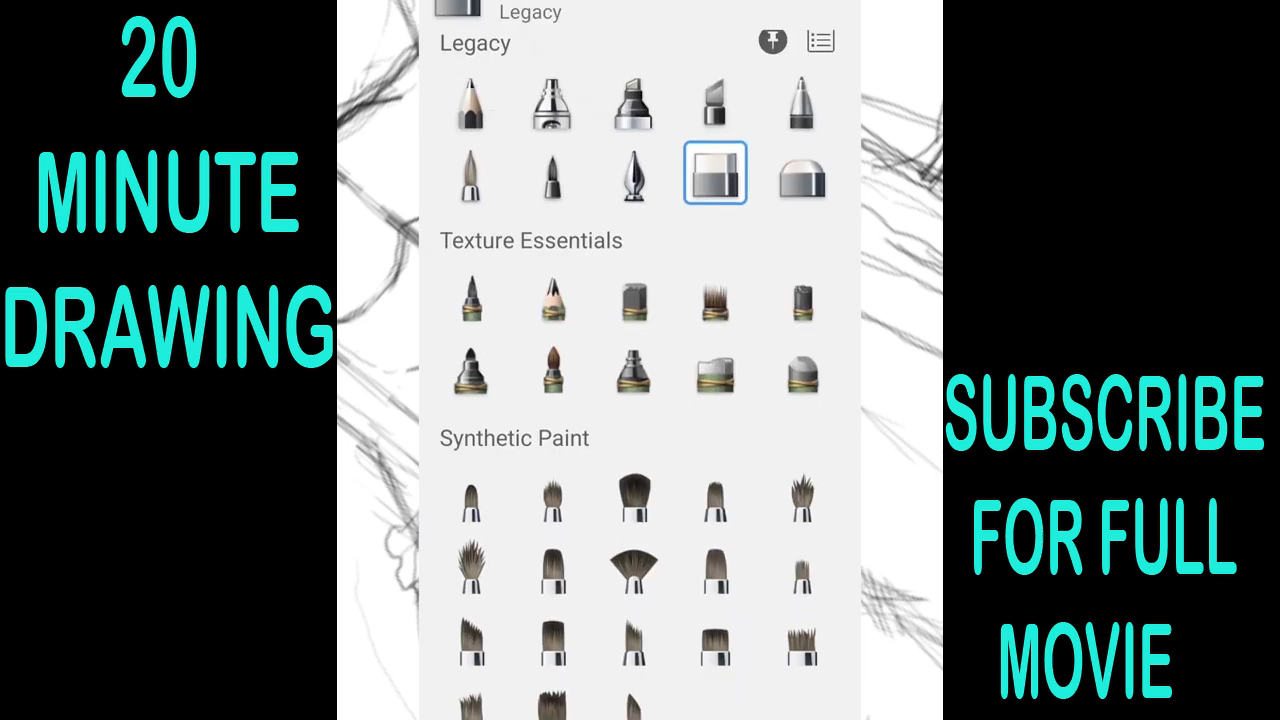 20
MINUTE
DRAWING
Legacy
Legacy
Texture Essentials
Synthetic Paint
SUBSCRIBE
FOR FULL
MOVIE